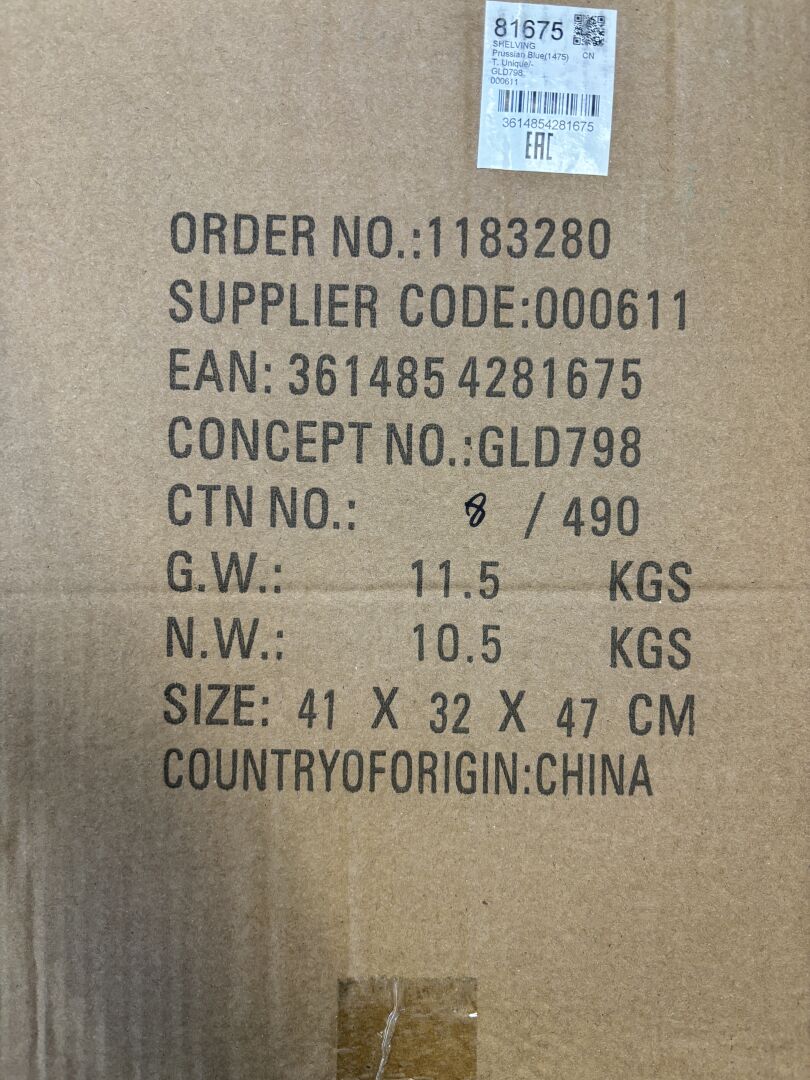 81675
SHELVING
Prussian Blue(1475) CN
T. Unique/-
GLD798
000611
3614854281675
EAC
ORDER NO.:1183280
SUPPLIER CODE:000611
EAN: 361485 4281675
CONCEPT NO.:GLD798
CTN NO.: 8 / 490
G.W.: 11.5 KGS
N.W.: 10.5 KGS
SIZE: 41 X 32 X 47 CM
COUNTRYOFORIGIN:CHINA